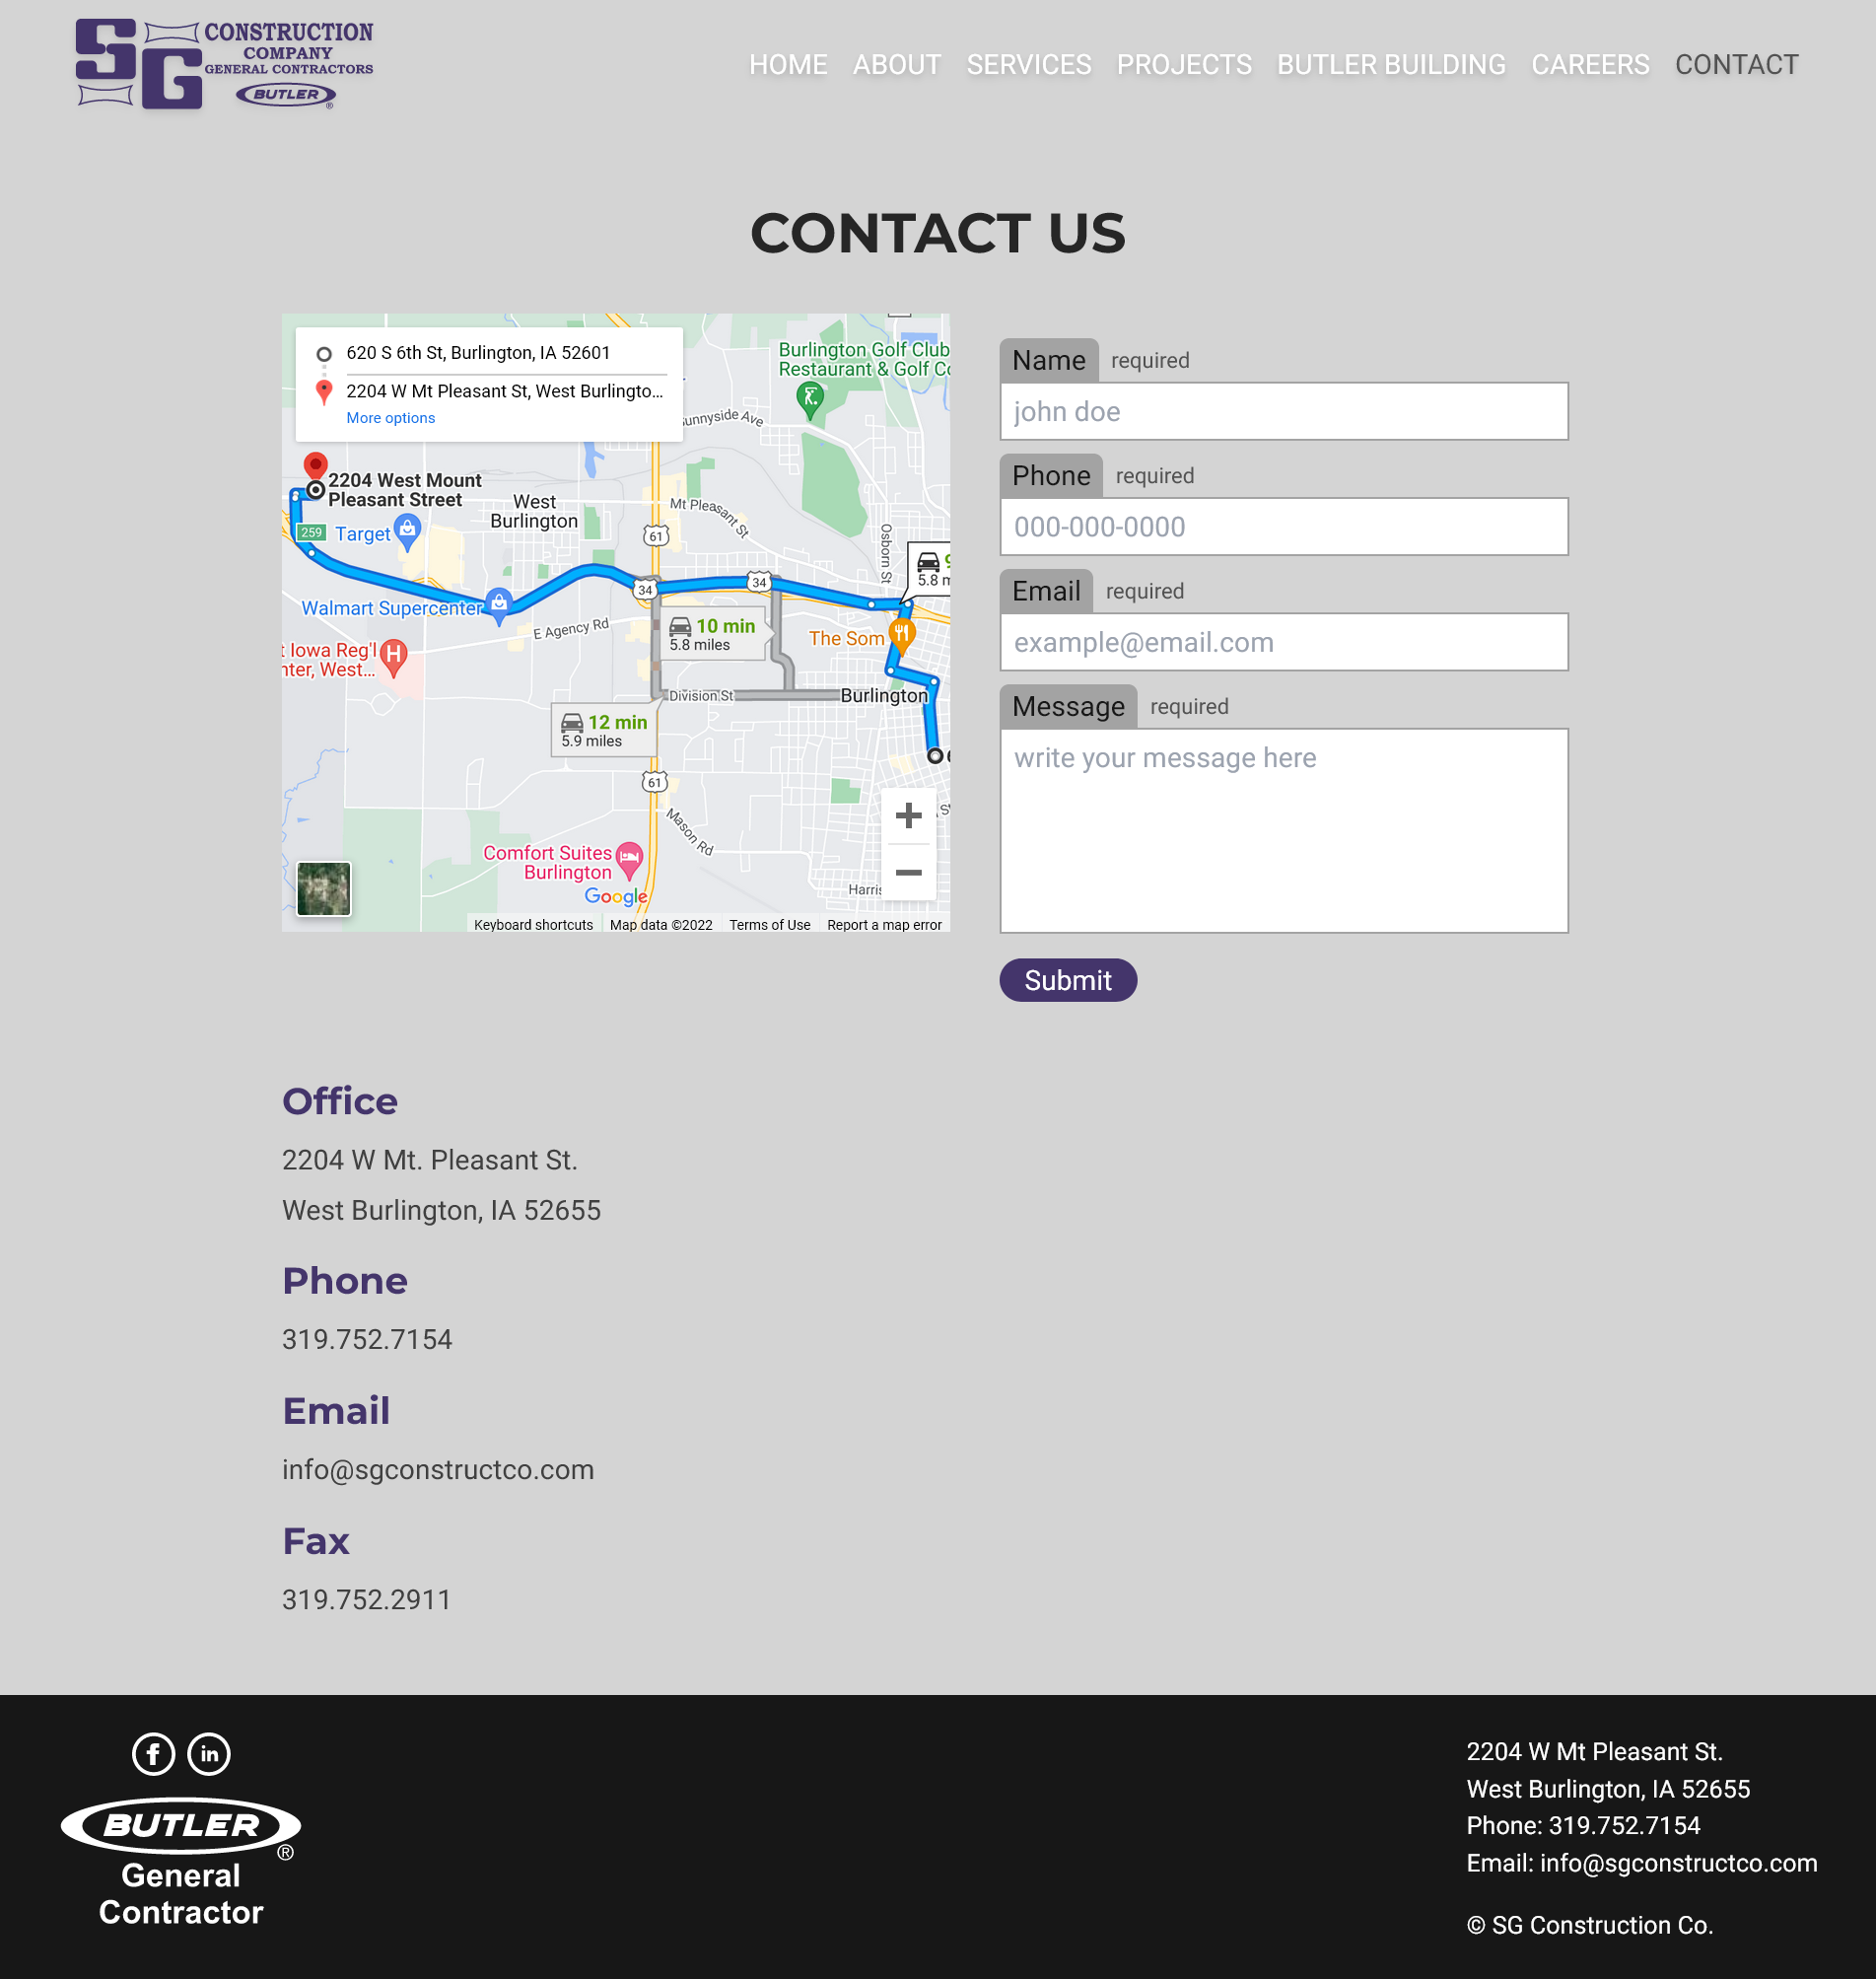 SG CONSTRUCTION
COMPANY
GENERAL CONTRACTORS
BUTLER ®
HOME ABOUT SERVICES PROJECTS BUTLER BUILDING CAREERS CONTACT
CONTACT US
620 S 6th St, Burlington, IA 52601
2204 W Mt Pleasant St, West Burlingto...
More options
Burlington Golf Club
Restaurant & Golf
unnyside Ave
2204 West Mount
Pleasant Street
West
Burlington
Mt Pleasant St
Osborn St
61
259
Target
34
34
5.8 m
Walmart Supercenter
E Agency Rd
10 min
5.8 miles
The Som
t Iowa Reg'l
nter, West...
H
Division St
Burlington
12 min
5.9 miles
61
Mason Rd
Comfort Suites
Burlington
Harris
Google
Keyboard shortcuts Map data ©2022 Terms of Use Report a map error
Name required
john doe
Phone required
000-000-0000
Email required
example@email.com
Message required
write your message here
Submit
Office
2204 W Mt. Pleasant St.
West Burlington, IA 52655
Phone
319.752.7154
Email
info@sgconstructco.com
Fax
319.752.2911
f in
BUTLER ®
General
Contractor
2204 W Mt Pleasant St.
West Burlington, IA 52655
Phone: 319.752.7154
Email: info@sgconstructco.com
© SG Construction Co.